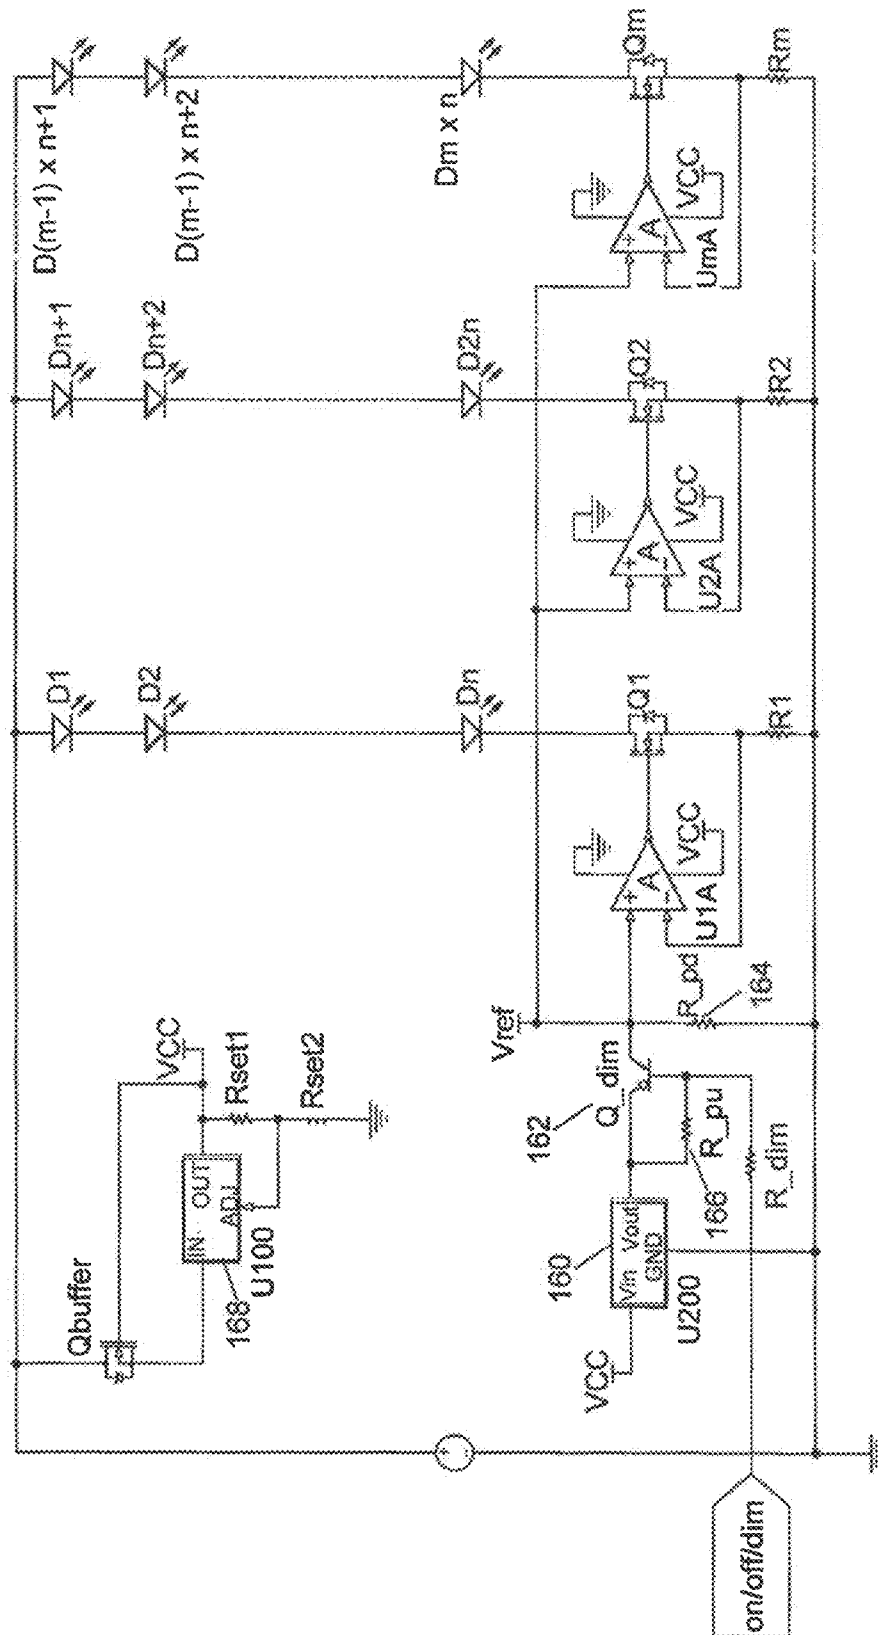 D1
Dn+1
D(m-1) x n+1
D2
Dn+2
D(m-1) x n+2
Dn
D2n
Dm x n
Qbuffer
VCC
IN
OUT
ADJ
168
U100
Rset1
Rset2
Vref
162
Q_dim
VCC
160
Vin
Vout
GND
U200
166
R_pu
R_dim
R_pd
164
on/off/dim
+
-
A
+
-
U1A
VCC
Q1
R1
A
+
-
U2A
VCC
Q2
R2
A
+
-
UmA
VCC
Qm
Rm